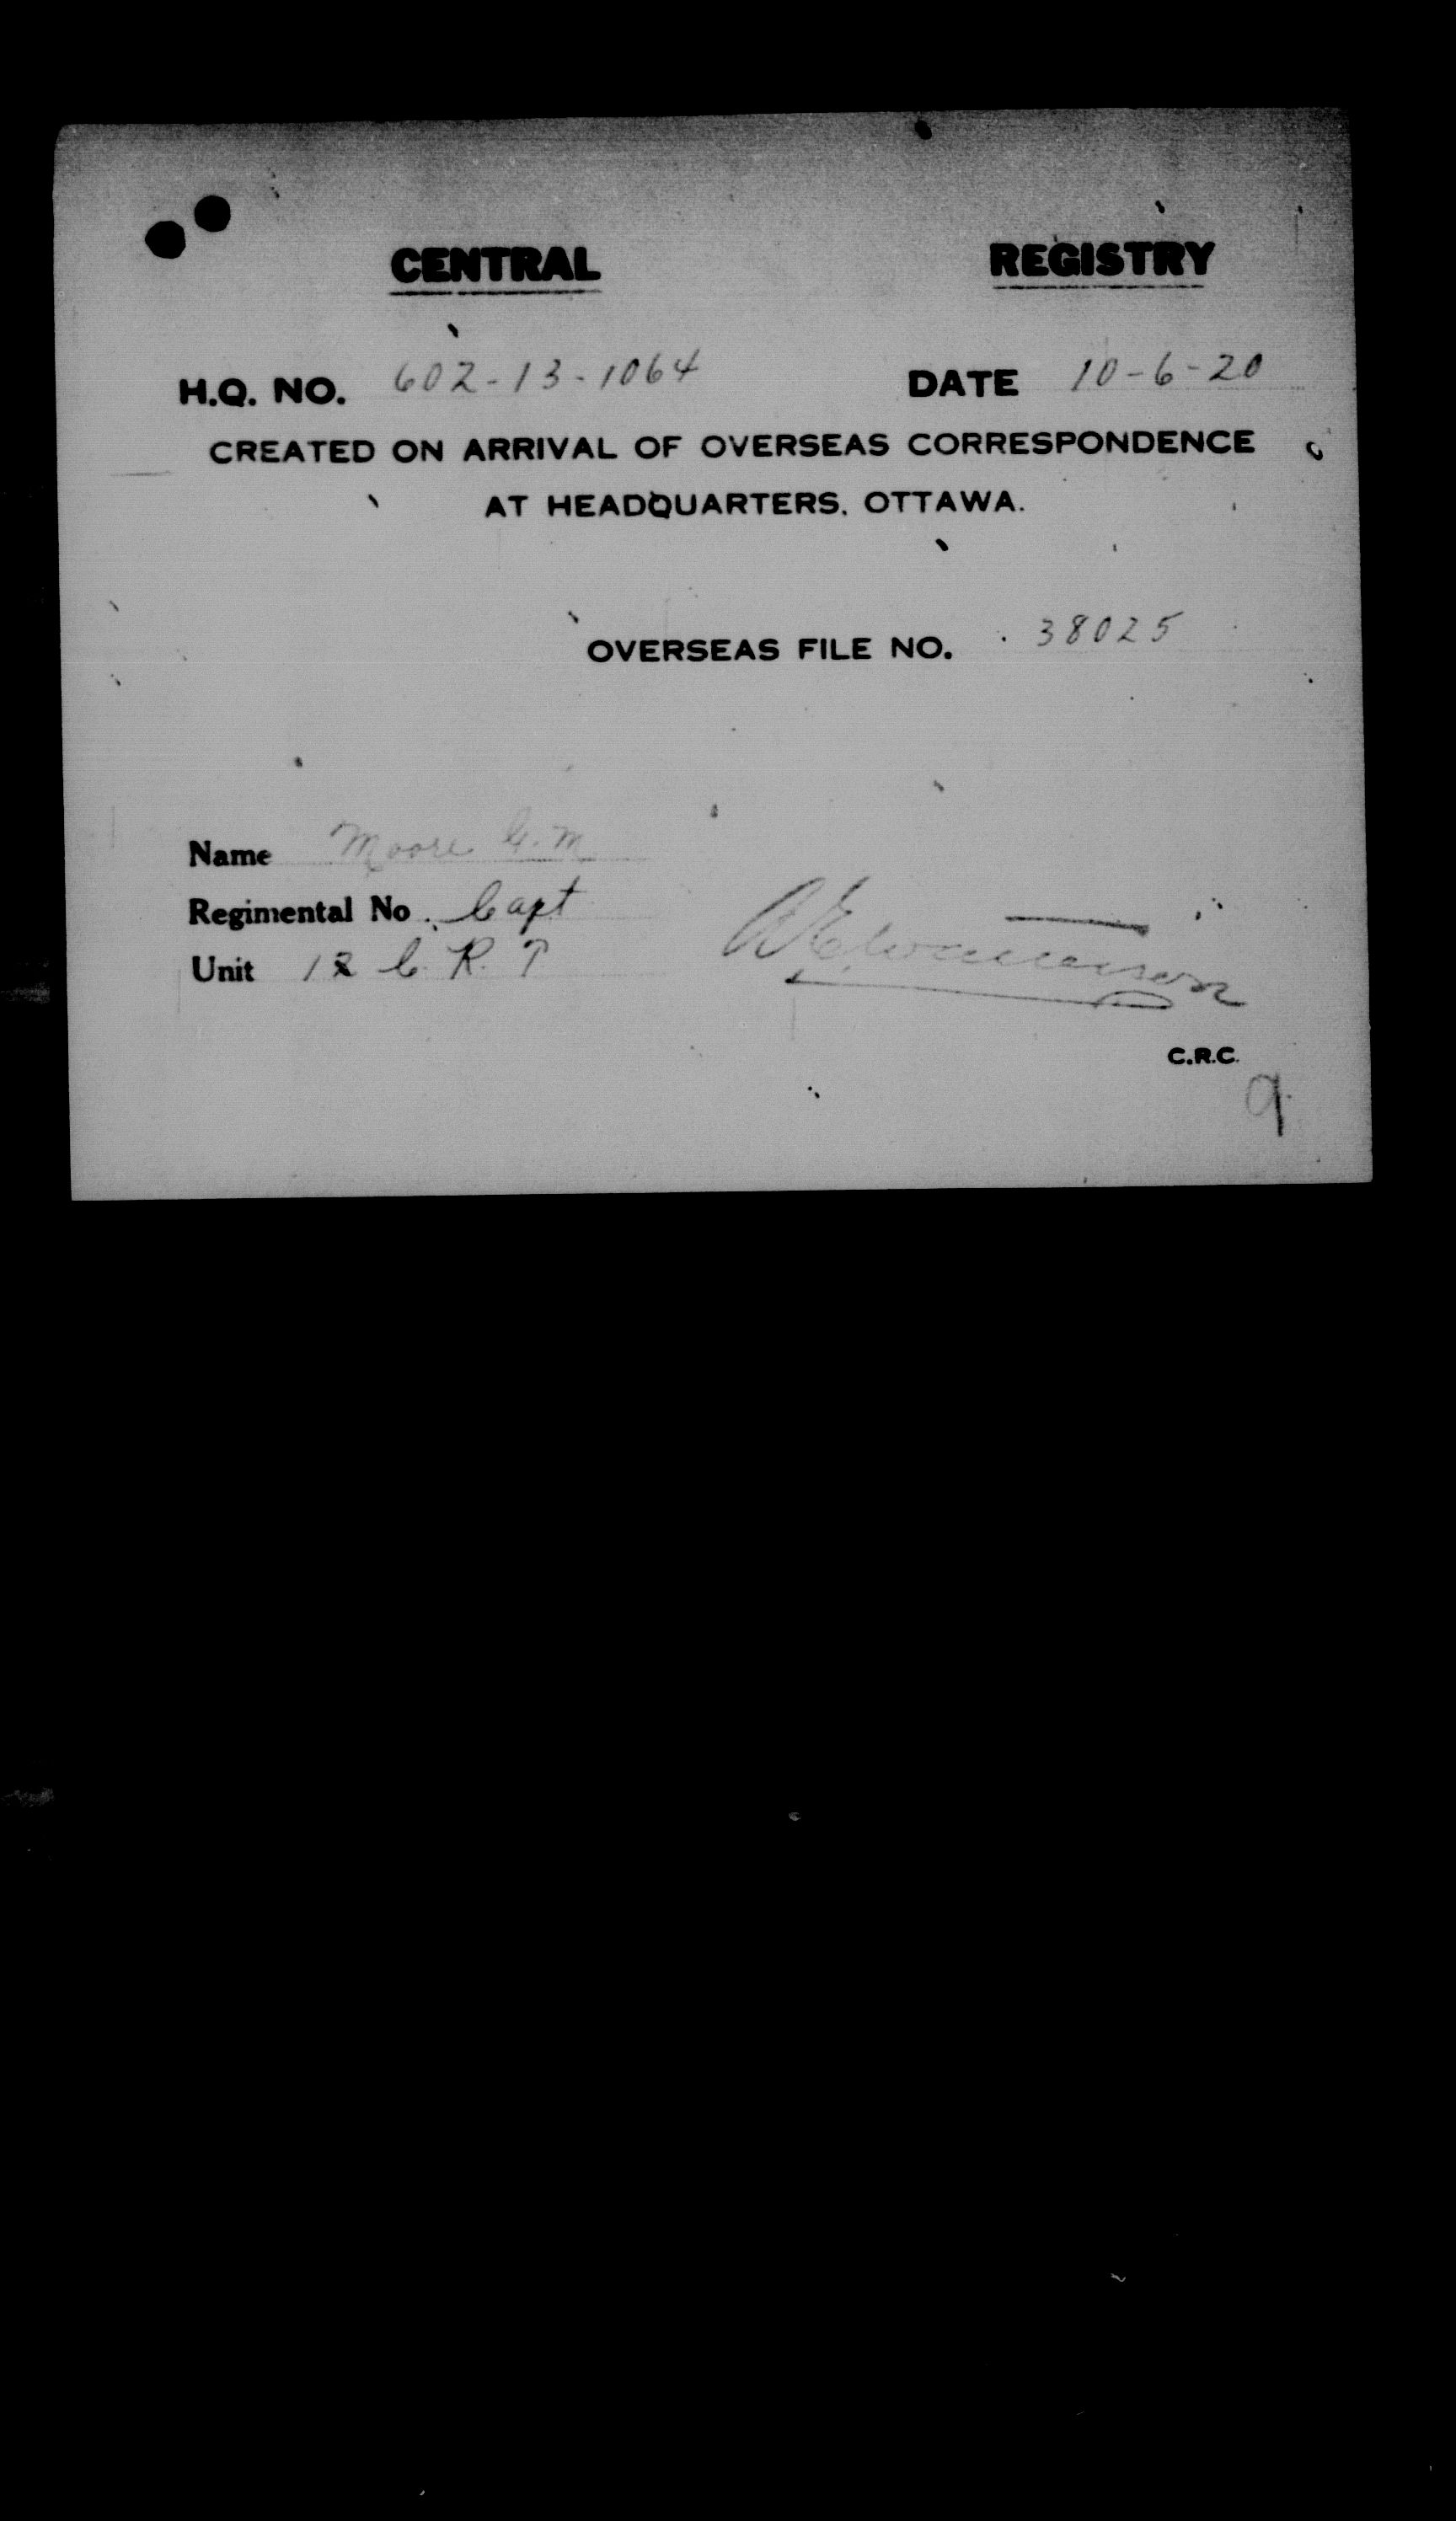 CENTRAL REGISTRY
H.Q. NO. 602-13-1064 DATE 10-6-20
CREATED ON ARRIVAL OF OVERSEAS CORRESPONDENCE
AT HEADQUARTERS, OTTAWA.
OVERSEAS FILE NO. 38025
Name Moore G.M
Regimental No. Capt
Unit 12 C. R. T
C.R.C.
9